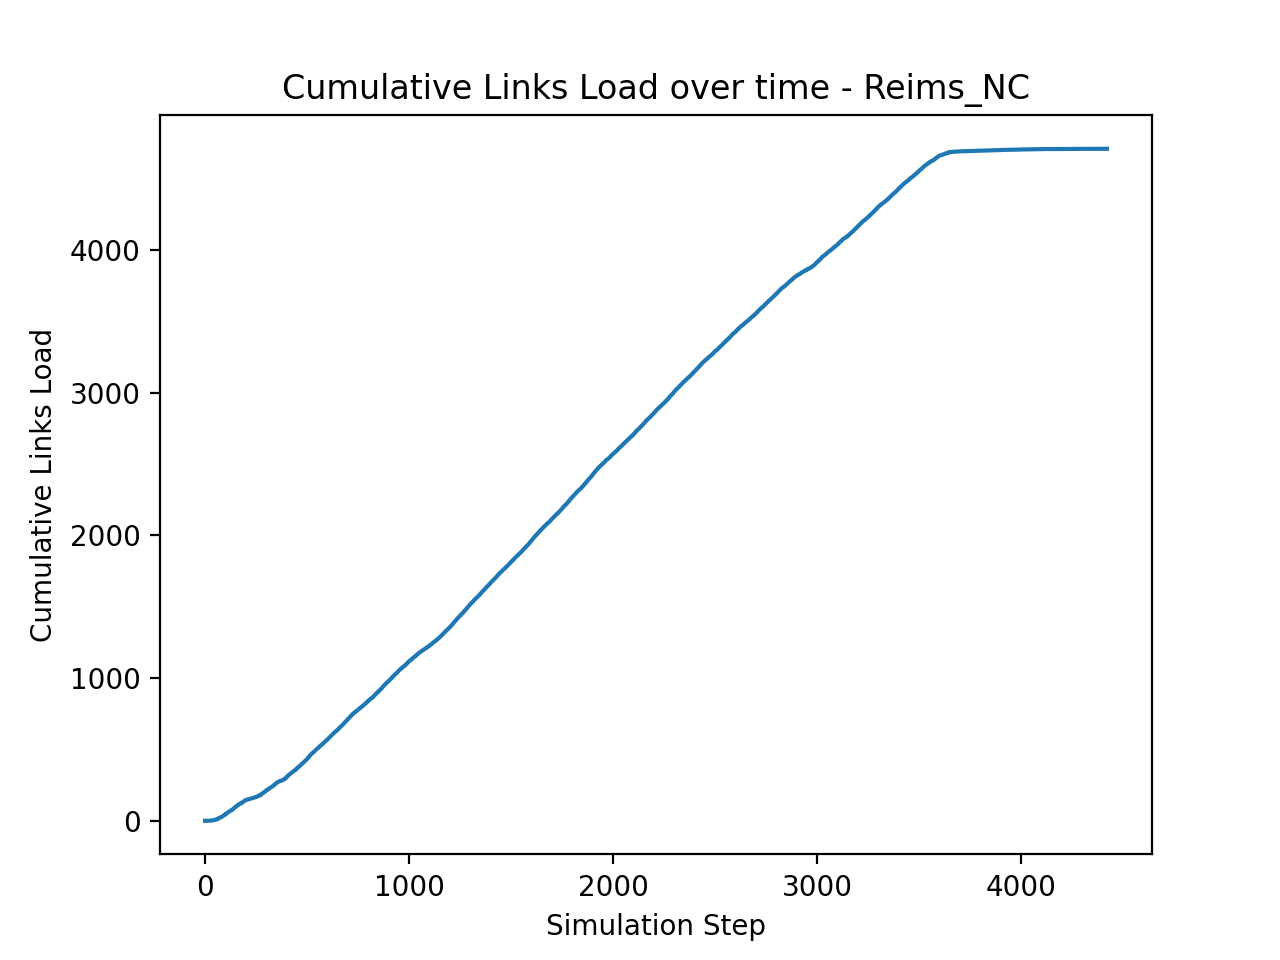 Cumulative Links Load over time - Reims_NC
Cumulative Links Load
4000
3000
2000
1000
0
0 1000 2000 3000 4000
Simulation Step